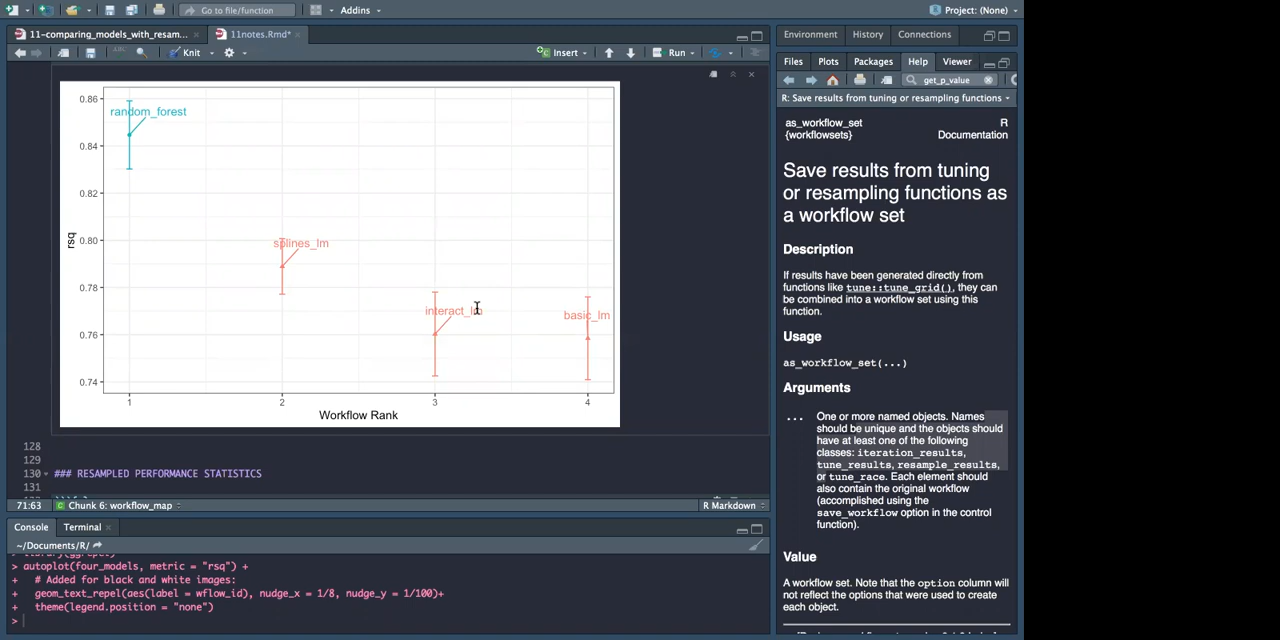 Go to file/function
Addins
Project: (None)
11-comparing_models_with_resam...
11notes.Rmd*
Knit
Insert
Run
0.86
0.84
0.82
0.80
0.78
0.76
0.74
rsq
random_forest
splines_lm
interact_lm
basic_lm
1
2
3
4
Workflow Rank
128
129
130
### RESAMPLED PERFORMANCE STATISTICS
131
71:63
Chunk 6: workflow_map
R Markdown
Console
Terminal
~/Documents/R/
> autoplot(four_models, metric = "rsq") +
+ # Added for black and white images:
+ geom_text_repel(aes(label = wflow_id), nudge_x = 1/8, nudge_y = 1/100)+
+ theme(legend.position = "none")
>
Environment
History
Connections
Files
Plots
Packages
Help
Viewer
get_p_value
R: Save results from tuning or resampling functions
as_workflow_set
R
{workflowsets}
Documentation
Save results from tuning
or resampling functions as
a workflow set
Description
If results have been generated directly from
functions like tune::tune_grid(), they can
be combined into a workflow set using this
function.
Usage
as_workflow_set(...)
Arguments
...
One or more named objects. Names
should be unique and the objects should
have at least one of the following
classes: iteration_results,
tune_results, resample_results,
or tune_race. Each element should
also contain the original workflow
(accomplished using the
save_workflow option in the control
function).
Value
A workflow set. Note that the option column will
not reflect the options that were used to create
each object.